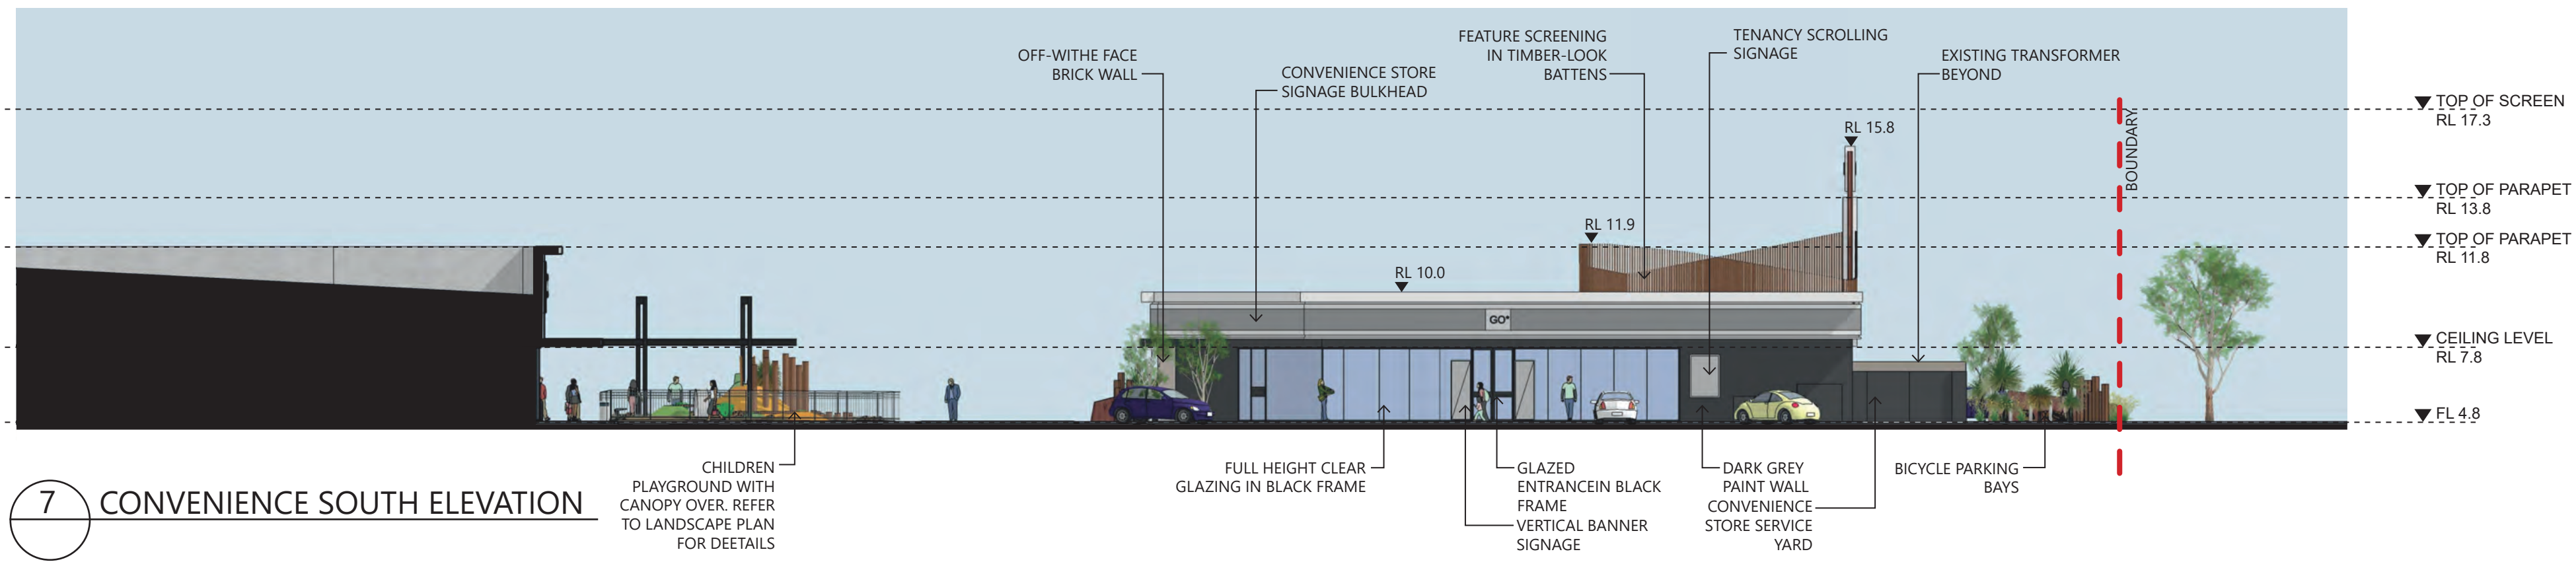 OFF-WITHE FACE
BRICK WALL
CONVENIENCE STORE
SIGNAGE BULKHEAD
FEATURE SCREENING
IN TIMBER-LOOK
BATTENS
TENANCY SCROLLING
SIGNAGE
EXISTING TRANSFORMER
BEYOND
TOP OF SCREEN
RL 17.3
BOUNDARY
RL 15.8
TOP OF PARAPET
RL 13.8
RL 11.9
TOP OF PARAPET
RL 11.8
RL 10.0
GO*
CEILING LEVEL
RL 7.8
FL 4.8
CHILDREN
PLAYGROUND WITH
CANOPY OVER. REFER
TO LANDSCAPE PLAN
FOR DEETAILS
FULL HEIGHT CLEAR
GLAZING IN BLACK FRAME
GLAZED
ENTRANCEIN BLACK
FRAME
VERTICAL BANNER
SIGNAGE
DARK GREY
PAINT WALL
CONVENIENCE
STORE SERVICE
YARD
BICYCLE PARKING
BAYS
7 CONVENIENCE SOUTH ELEVATION